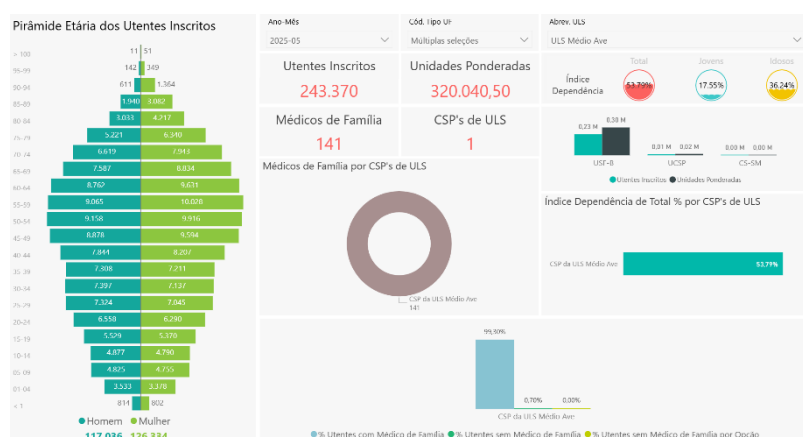 Pirâmide Etária dos Utentes Inscritos
> 100 11 51
95-99 142 349
90-94 611 1.364
85-89 1.940 3.082
80-84 3.033 4.217
75-79 5.221 6.340
70-74 6.619 7.943
65-69 7.587 8.834
60-64 8.762 9.631
55-59 9.065 10.028
50-54 9.158 9.916
45-49 8.878 9.594
40-44 7.844 8.207
35-39 7.308 7.211
30-34 7.397 7.137
25-29 7.324 7.045
20-24 6.558 6.290
15-19 5.529 5.370
10-14 4.877 4.790
05-09 4.825 4.755
01-04 3.533 3.378
< 1 814 802
Homem Mulher
117.036 126.334
Ano-Mês
2025-05
Cód. Tipo UF
Múltiplas seleções
Abrev. ULS
ULS Médio Ave
Utentes Inscritos
243.370
Unidades Ponderadas
320.040,50
Médicos de Família
141
CSP's de ULS
1
Índice
Dependência
Total Jovens Idosos
53.79% 17.55% 36.24%
0,23 M 0,30 M 0,01 M 0,02 M 0,00 M 0,00 M
USF-B UCSP CS-SM
Utentes Inscritos Unidades Ponderadas
Médicos de Família por CSP's de ULS
CSP da ULS Médio Ave
141
Índice Dependência de Total % por CSP's de ULS
CSP da ULS Médio Ave 53,79%
99,30% 0,70% 0,00%
CSP da ULS Médio Ave
% Utentes com Médico de Família % Utentes sem Médico de Família % Utentes sem Médico de Família por Opção